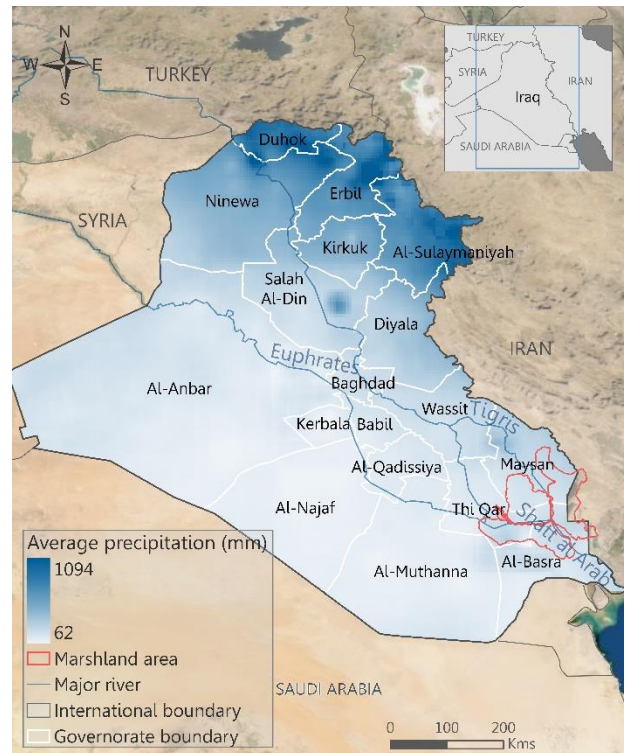 N
W E
S
TURKEY
SYRIA
IRAN
Iraq
SAUDI ARABIA
TURKEY
Duhok
Ninewa
Erbil
Kirkuk
Al-Sulaymaniyah
SYRIA
Salah
Al-Din
Diyala
IRAN
Euphrates
Al-Anbar
Baghdad
Wassit
Tigris
Kerbala
Babil
Al-Qadissiya
Maysan
Al-Najaf
Thi Qar
Shatt al Arab
Al-Muthanna
Al-Basra
Average precipitation (mm)
1094
62
Marshland area
Major river
International boundary
Governorate boundary
SAUDI ARABIA
0 100 200
Kms